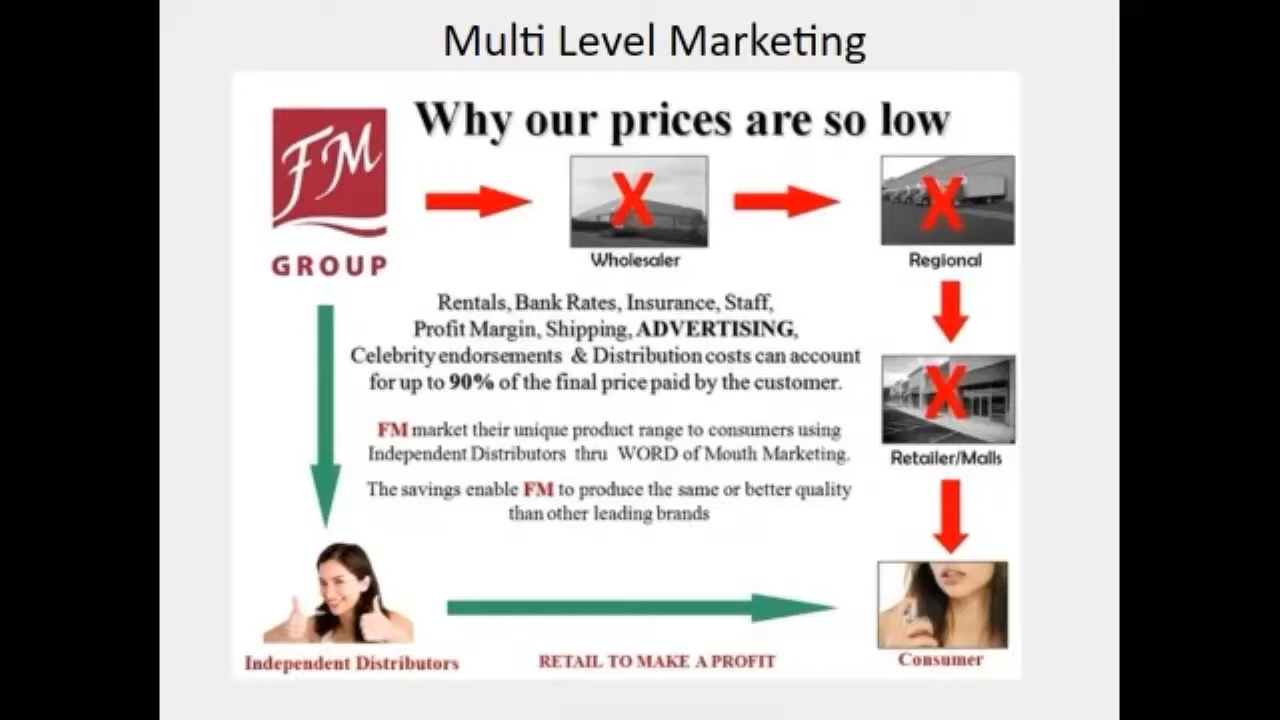 Multi Level Marketing
FM
GROUP
Why our prices are so low
X
X
Wholesaler
Regional
Rentals, Bank Rates, Insurance, Staff,
Profit Margin, Shipping, ADVERTISING,
Celebrity endorsements & Distribution costs can account
for up to 90% of the final price paid by the customer.
X
FM market their unique product range to consumers using
Independent Distributors thru WORD of Mouth Marketing.
Retailer/Malls
The savings enable FM to produce the same or better quality
than other leading brands
Independent Distributors
RETAIL TO MAKE A PROFIT
Consumer